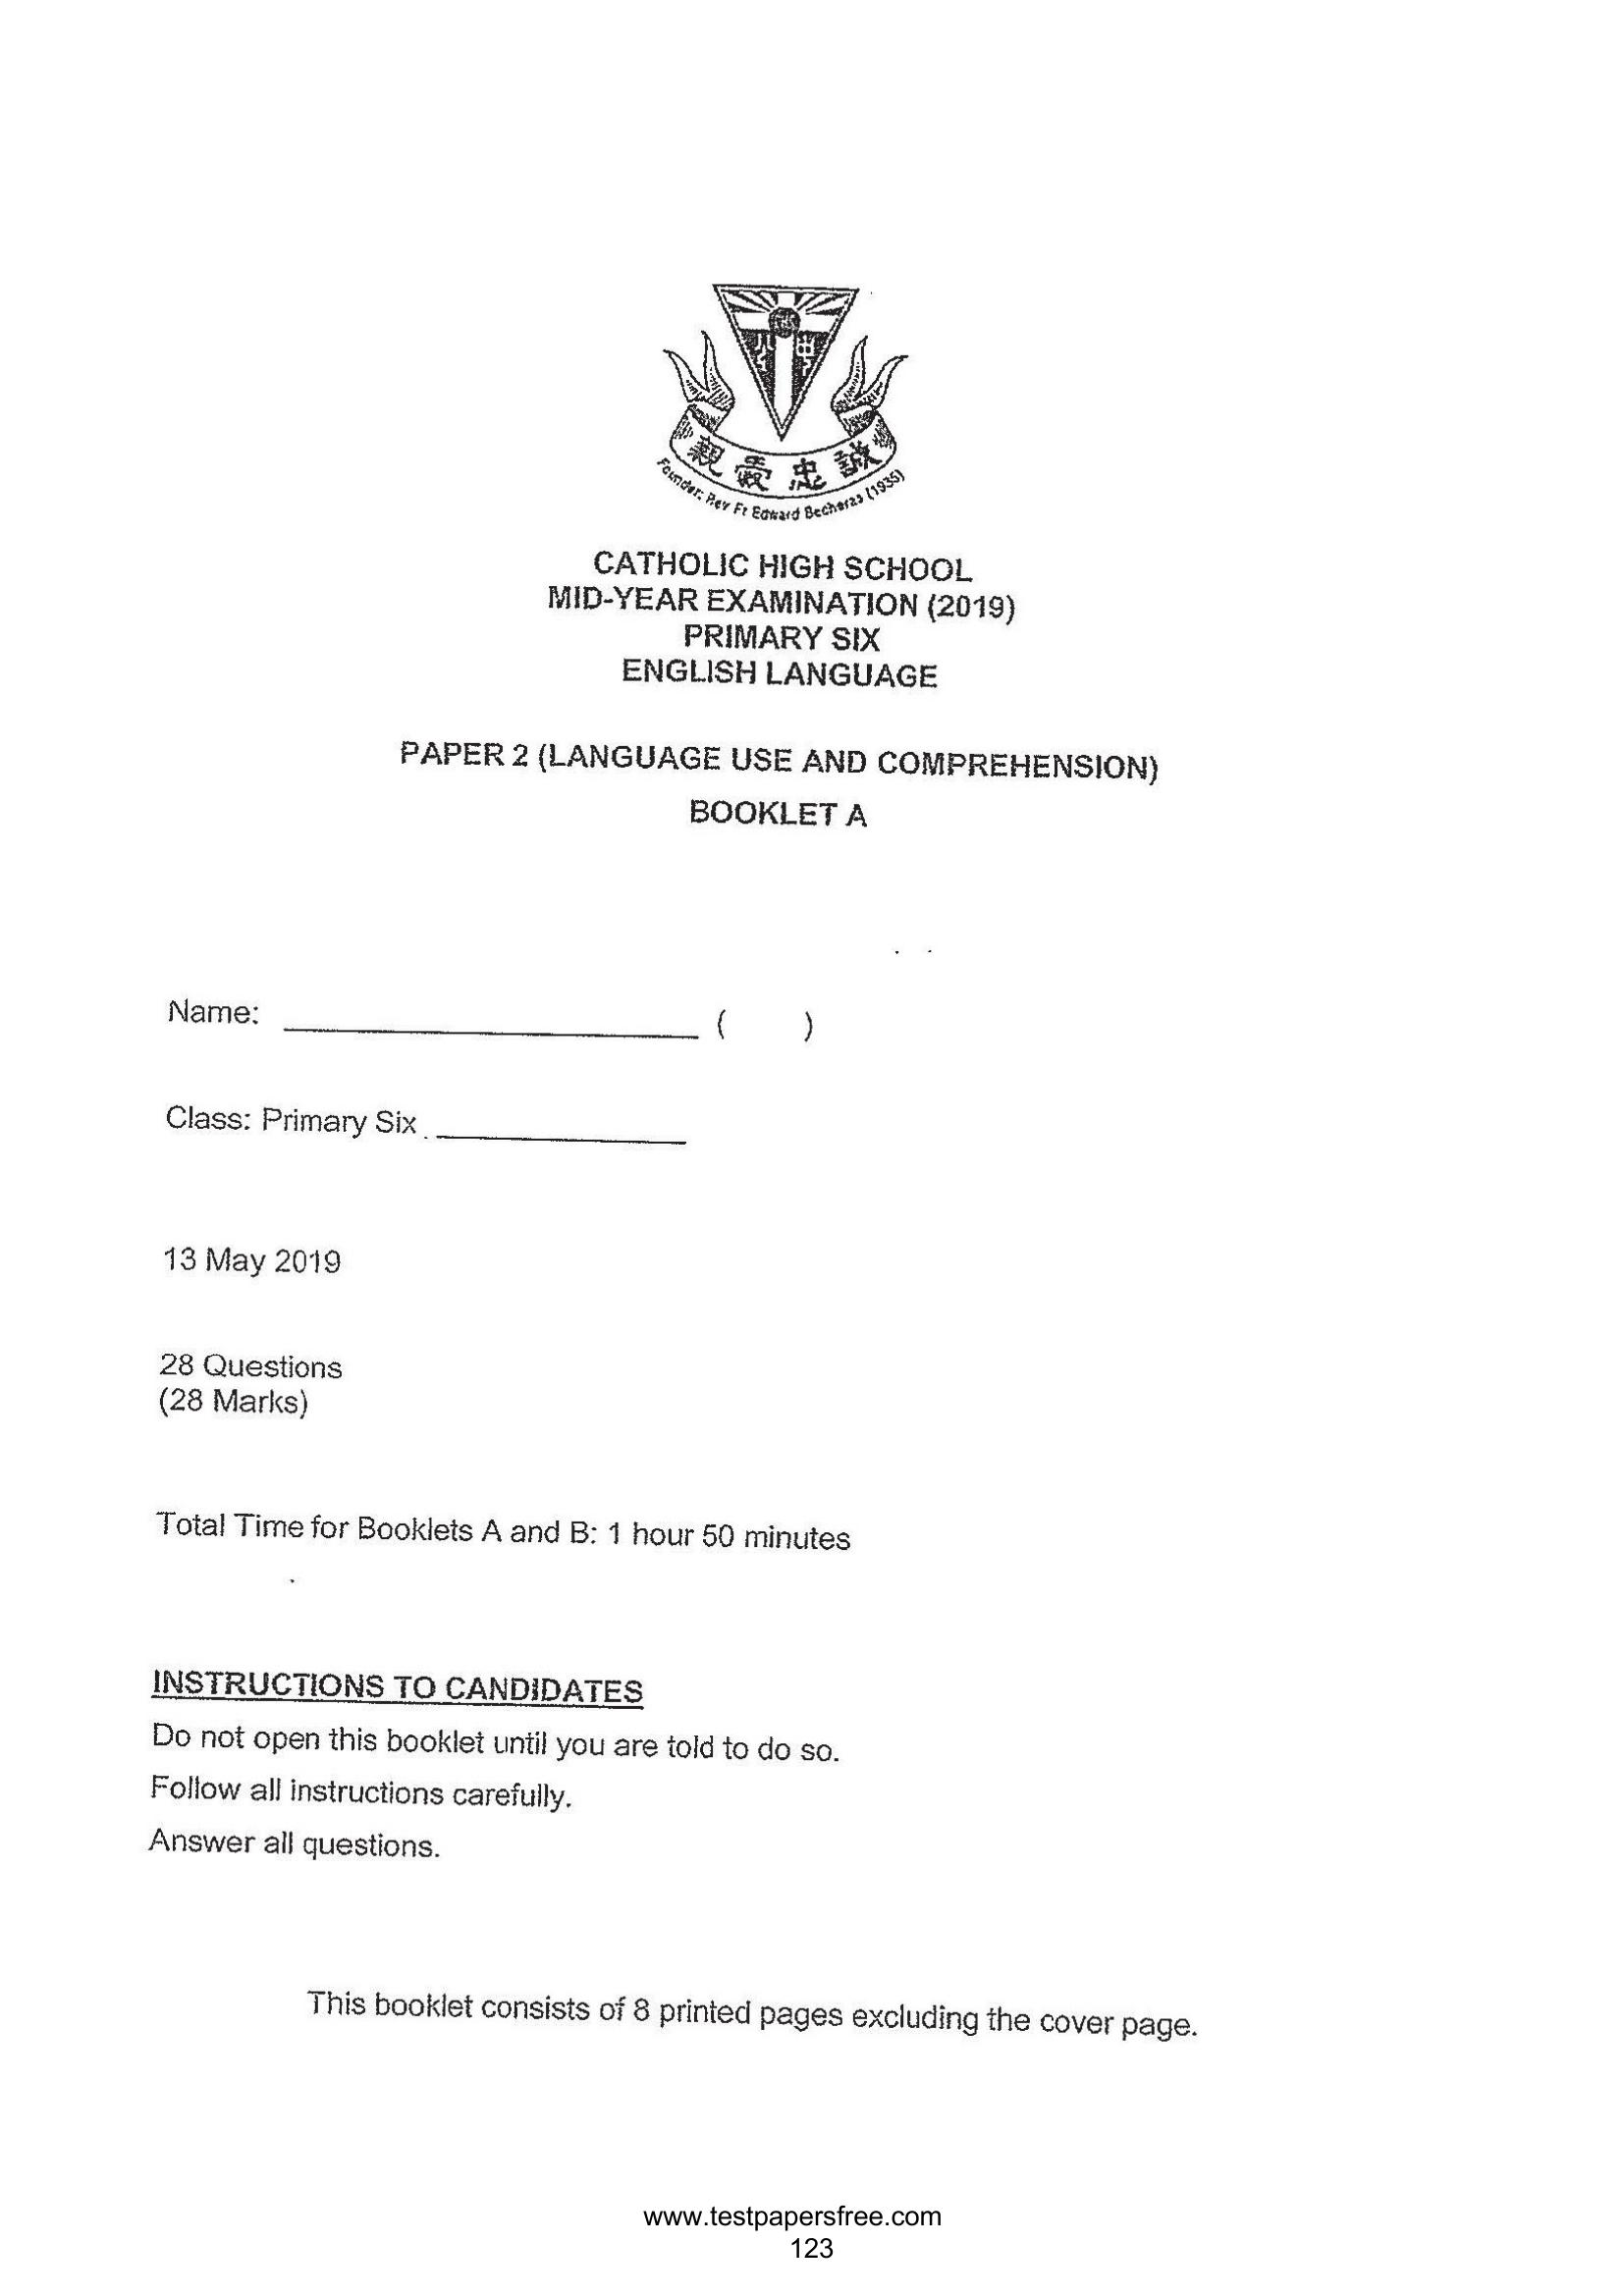 八 田
親愛忠誠
Founder: Rev Fr Edward Becheras (1935)
CATHOLIC HIGH SCHOOL
MID-YEAR EXAMINATION (2019)
PRIMARY SIX
ENGLISH LANGUAGE
PAPER 2 (LANGUAGE USE AND COMPREHENSION)
BOOKLET A
Name: ____________________ ( )
Class: Primary Six ____________
13 May 2019
28 Questions
(28 Marks)
Total Time for Booklets A and B: 1 hour 50 minutes
INSTRUCTIONS TO CANDIDATES
Do not open this booklet until you are told to do so.
Follow all instructions carefully.
Answer all questions.
This booklet consists of 8 printed pages excluding the cover page.
www.testpapersfree.com
123